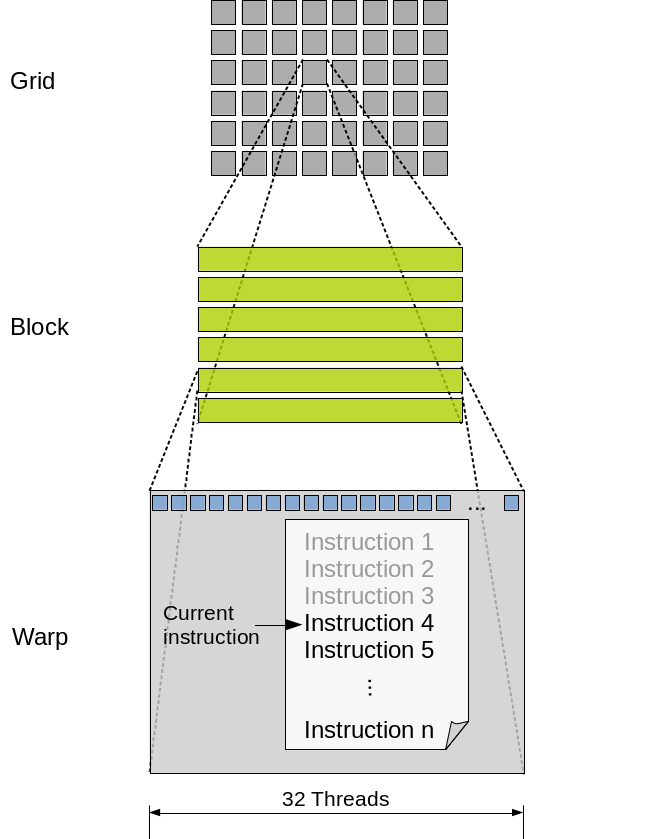 Grid
Block
...
Warp
Current
instruction
Instruction 1
Instruction 2
Instruction 3
Instruction 4
Instruction 5
⋮
Instruction n
32 Threads